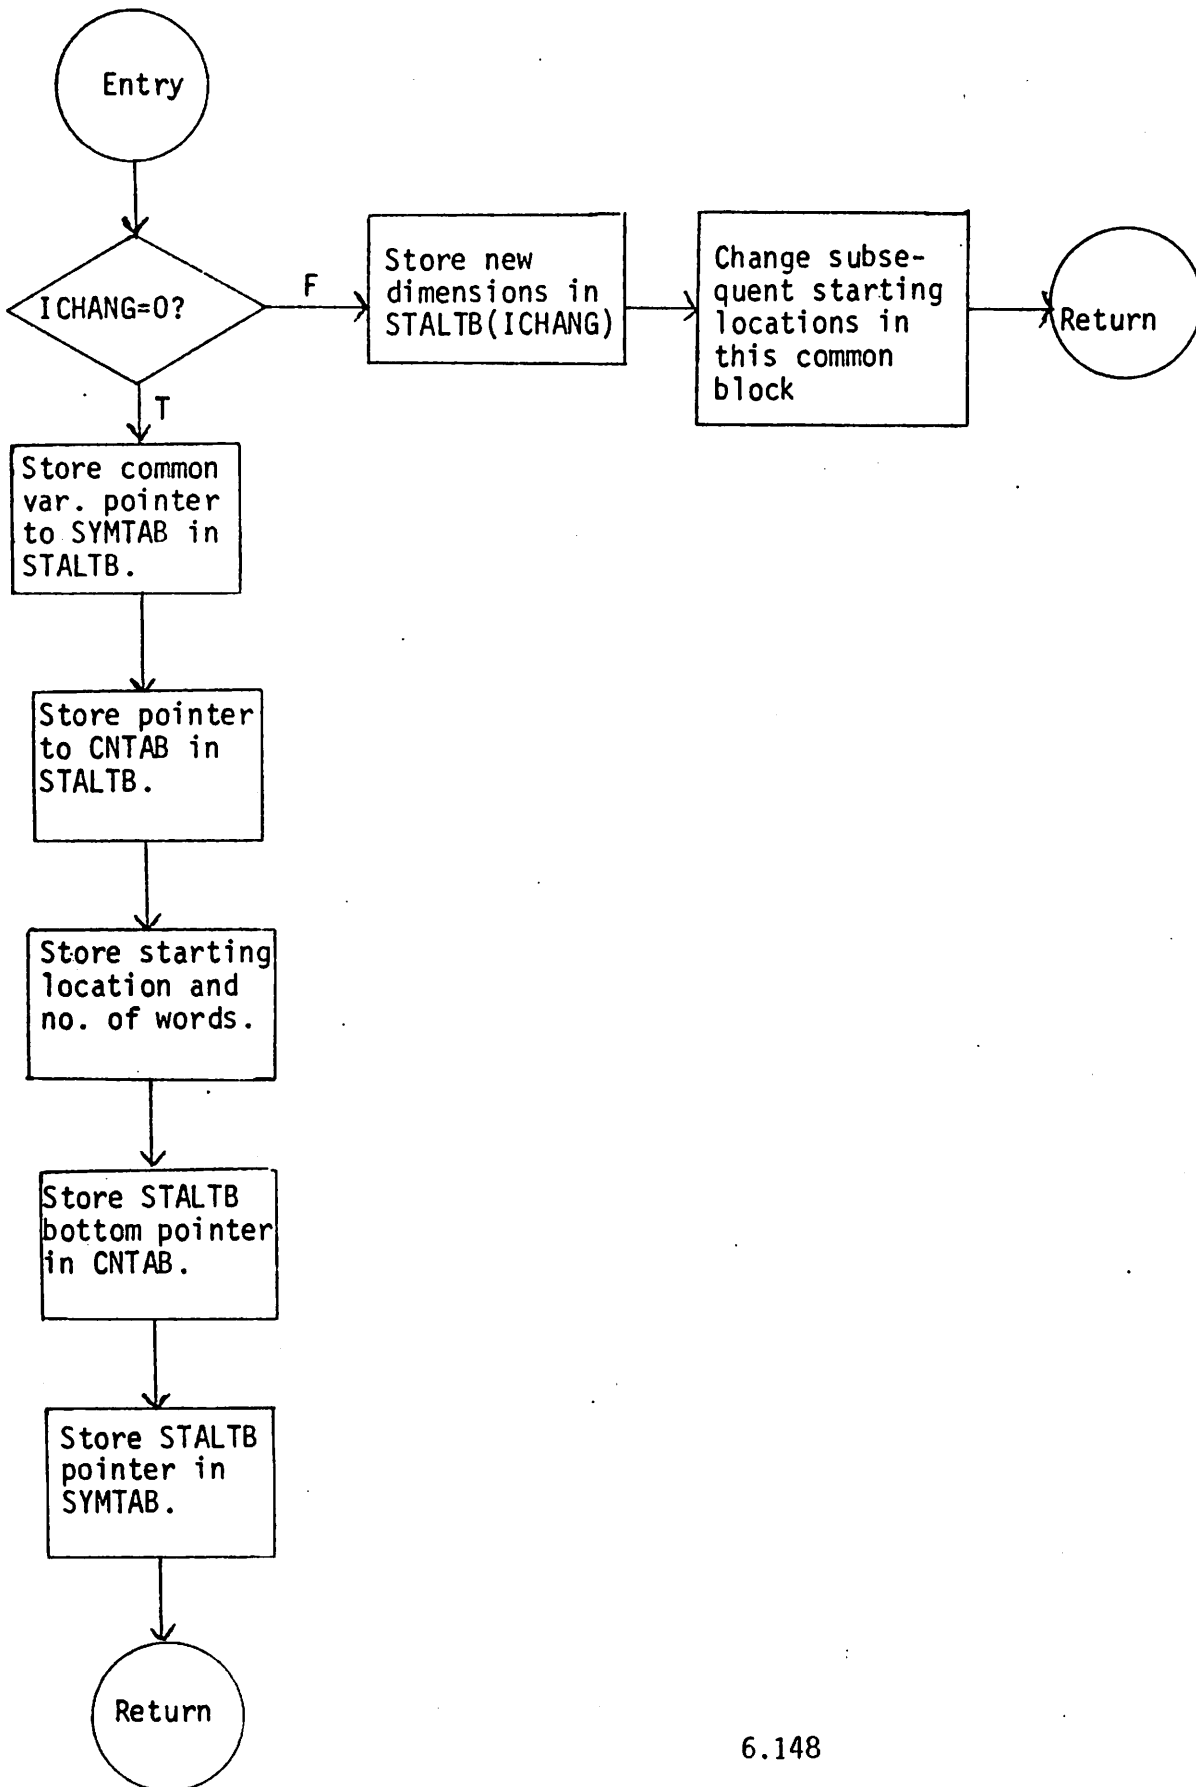 Entry
ICHANG=0?
F
Store new
dimensions in
STALTB(ICHANG)
Change subse-
quent starting
locations in
this common
block
Return
T
Store common
var. pointer
to SYMTAB in
STALTB.
Store pointer
to CNTAB in
STALTB.
Store starting
location and
no. of words.
Store STALTB
bottom pointer
in CNTAB.
Store STALTB
pointer in
SYMTAB.
Return
6.148